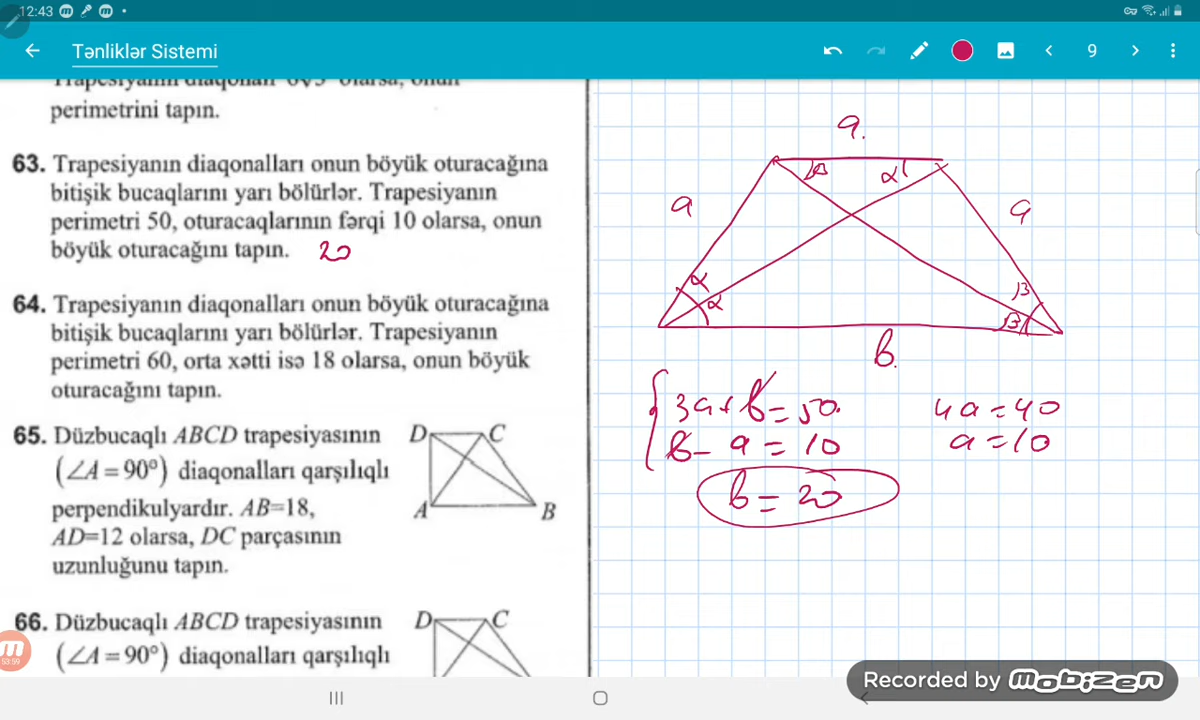 12:43
Tənliklər Sistemi
9
perimetrini tapın.
63. Trapesiyanın diaqonalları onun böyük oturacağına
bitişik bucaqlarını yarı bölürlər. Trapesiyanın
perimetri 50, oturacaqlarının fərqi 10 olarsa, onun
böyük oturacağını tapın. 20
64. Trapesiyanın diaqonalları onun böyük oturacağına
bitişik bucaqlarını yarı bölürlər. Trapesiyanın
perimetri 60, orta xətti isə 18 olarsa, onun böyük
oturacağını tapın.
65. Düzbucaqlı ABCD trapesiyasının
(∠A = 90°) diaqonalları qarşılıqlı
perpendikulyardır. AB=18,
AD=12 olarsa, DC parçasının
uzunluğunu tapın.
D C
A B
66. Düzbucaqlı ABCD trapesiyasının
(∠A = 90°) diaqonalları qarşılıqlı
D C
a
a a
β α
α β
α β
b
3a + b = 50
b - a = 10
b = 20
4a = 40
a = 10
53:59
Recorded by mobizen